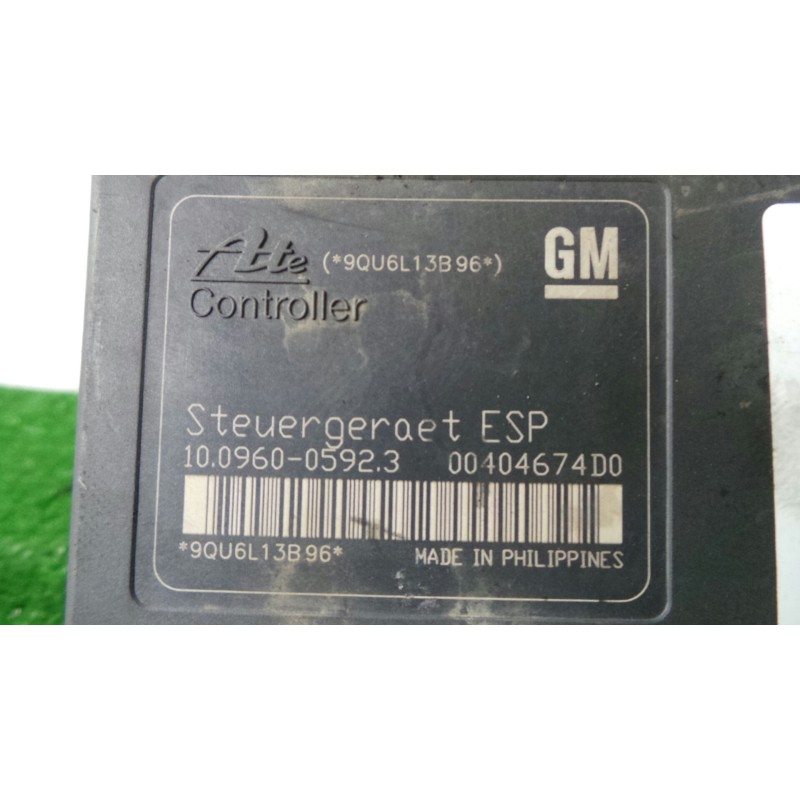 Ate (*9QU6L13B96*) GM
Controller
Steuergeraet ESP
10.0960-0592.3 00404674D0
*9QU6L13B96* MADE IN PHILIPPINES